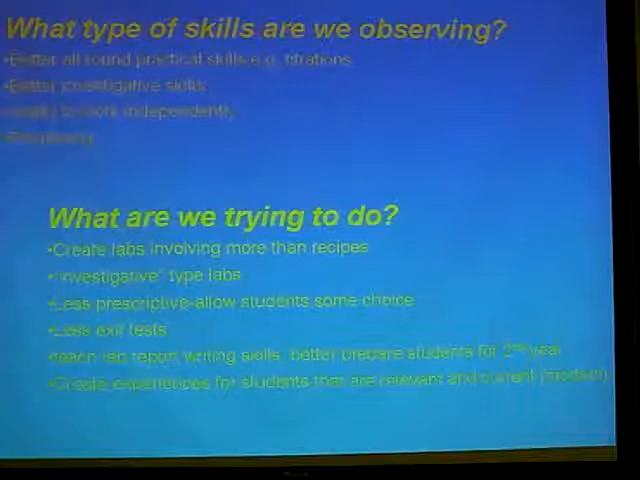 What type of skills are we observing?
•Better all round practical skills e.g. titrations
•Better investigative skills
to work independently
What are we trying to do?
•Create labs involving more than recipes
•"investigative" type labs
•Less prescriptive-allow students some choice
•Less exit tests
•teach lab report writing skills, better prepare students for 2nd year
•Create experiences for students that are relevant and current (modern)